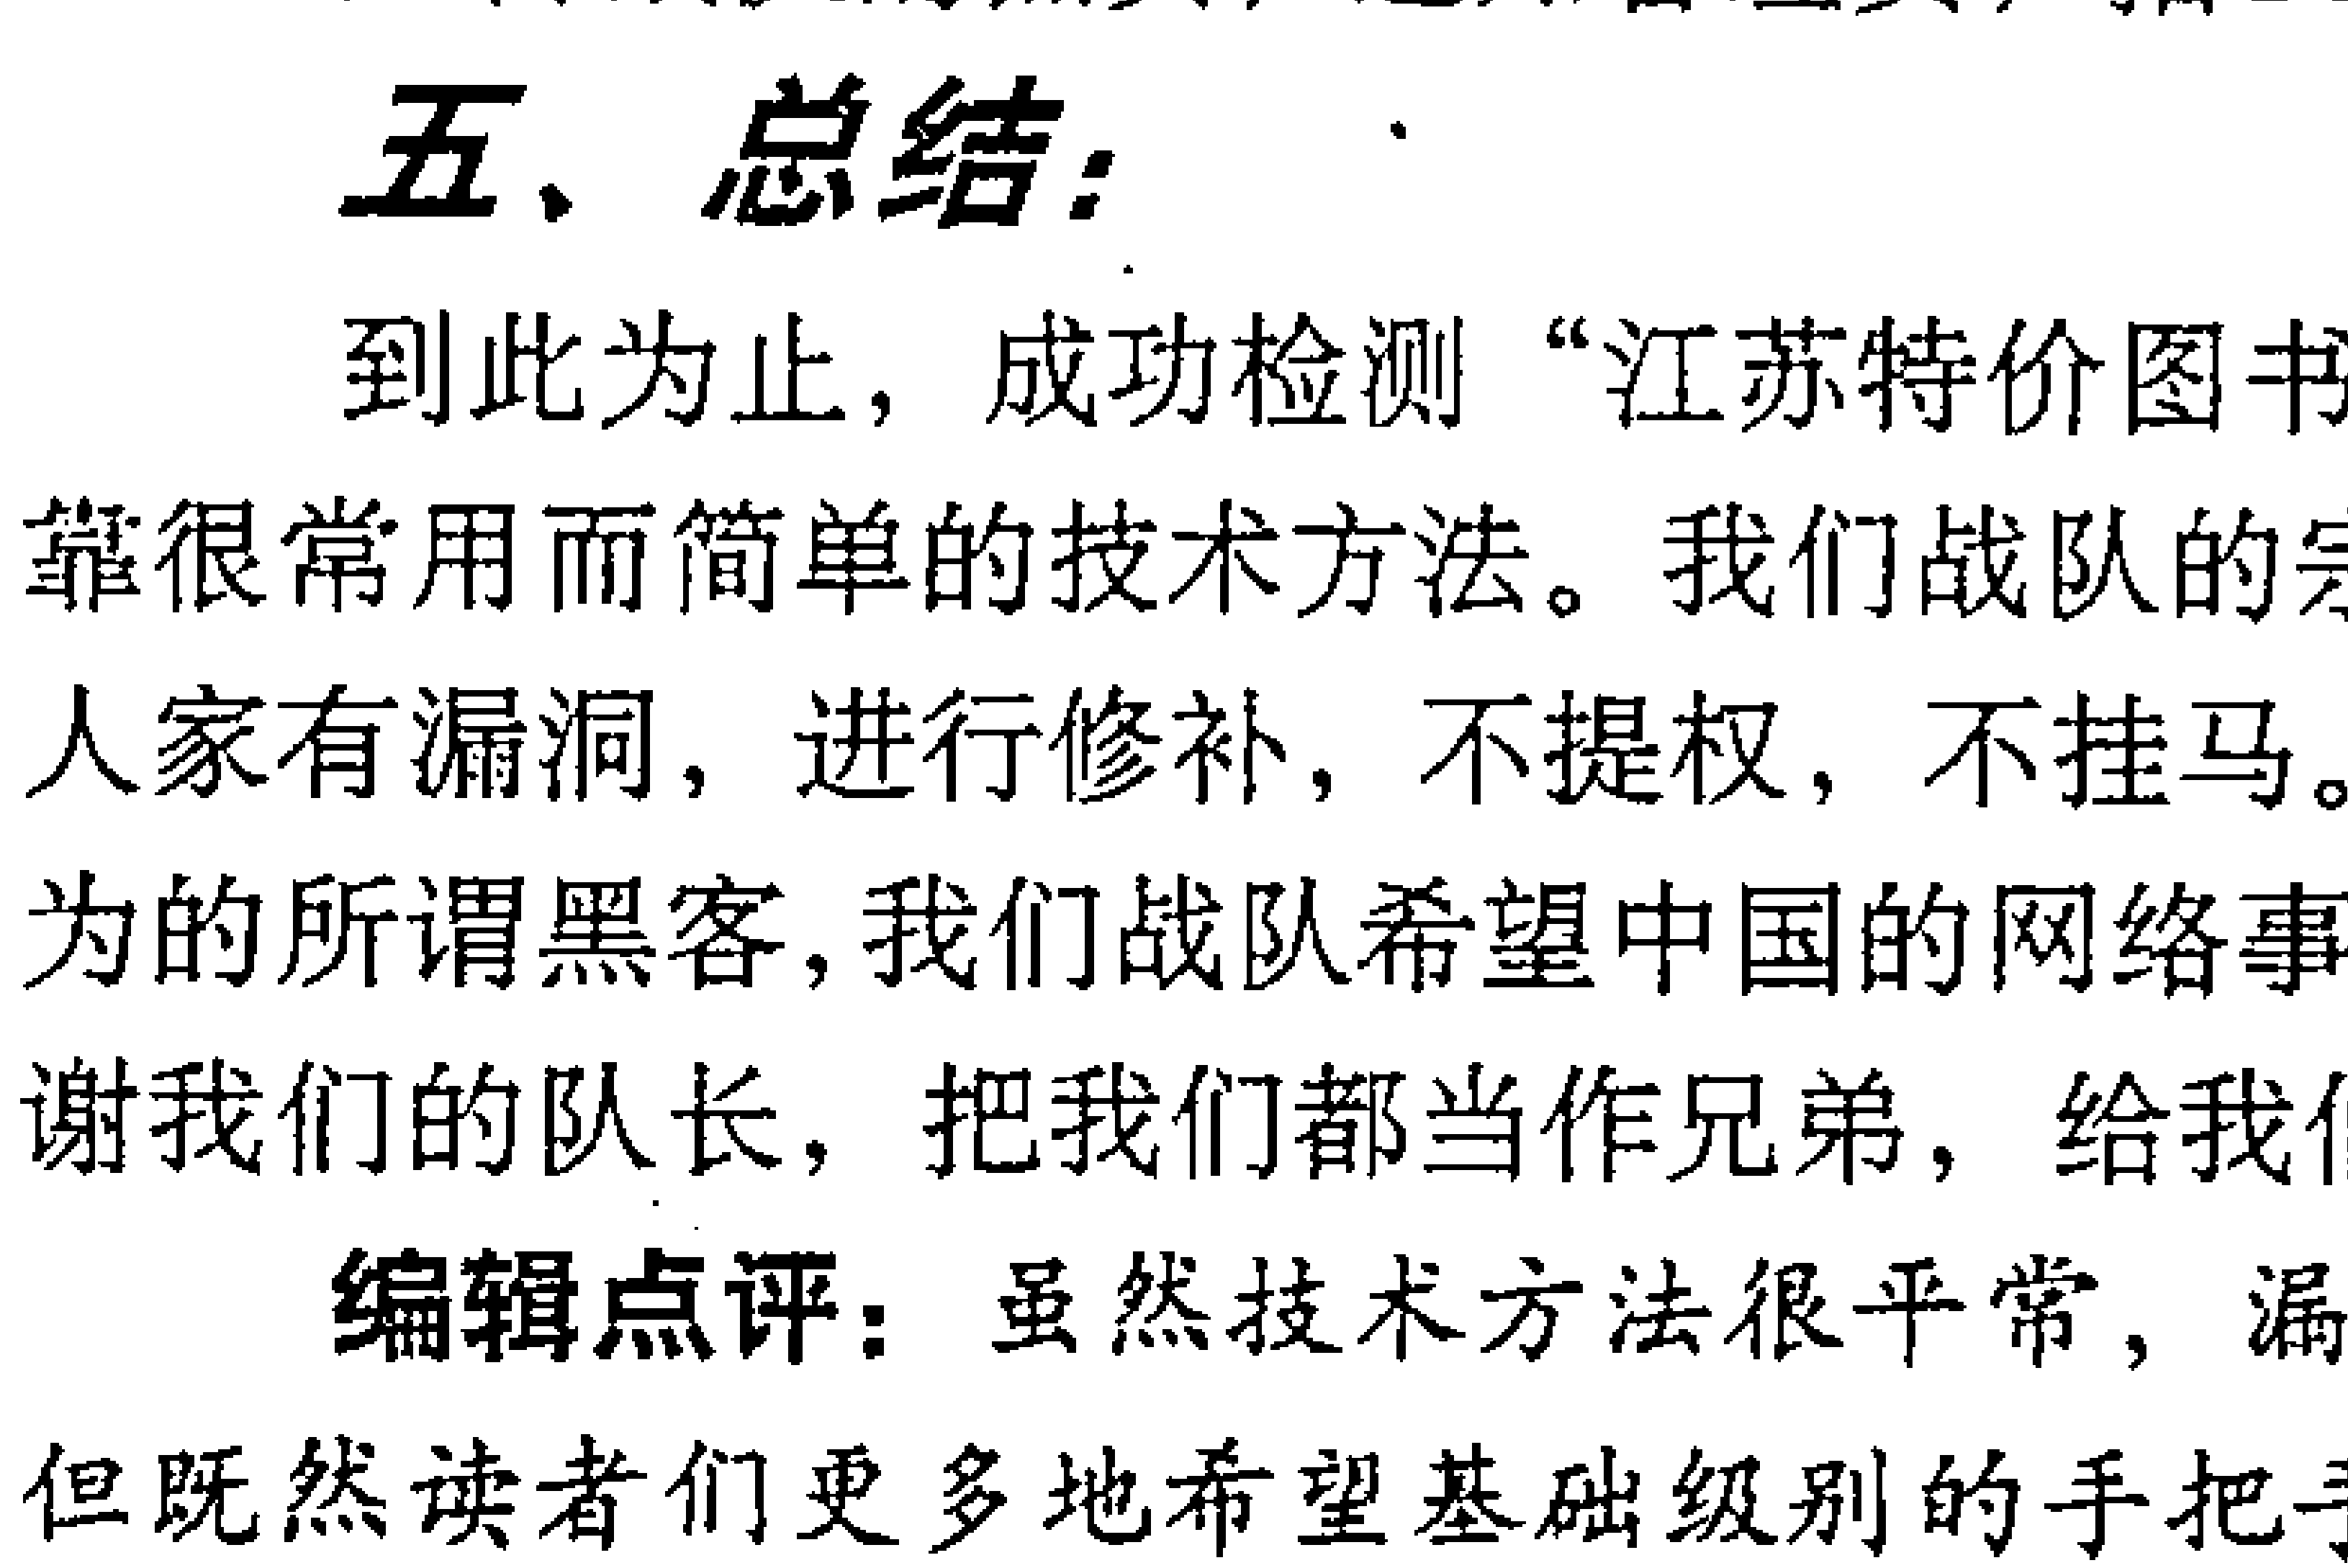 五、总结：
到此为止，成功检测“江苏特价图书
靠很常用而简单的技术方法。我们战队的宗
人家有漏洞，进行修补，不提权，不挂马。
为的所谓黑客，我们战队希望中国的网络事
谢我们的队长，把我们都当作兄弟，给我们
编辑点评：虽然技术方法很平常，漏
但既然读者们更多地希望基础级别的手把手